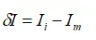 δI = I_i − I_m